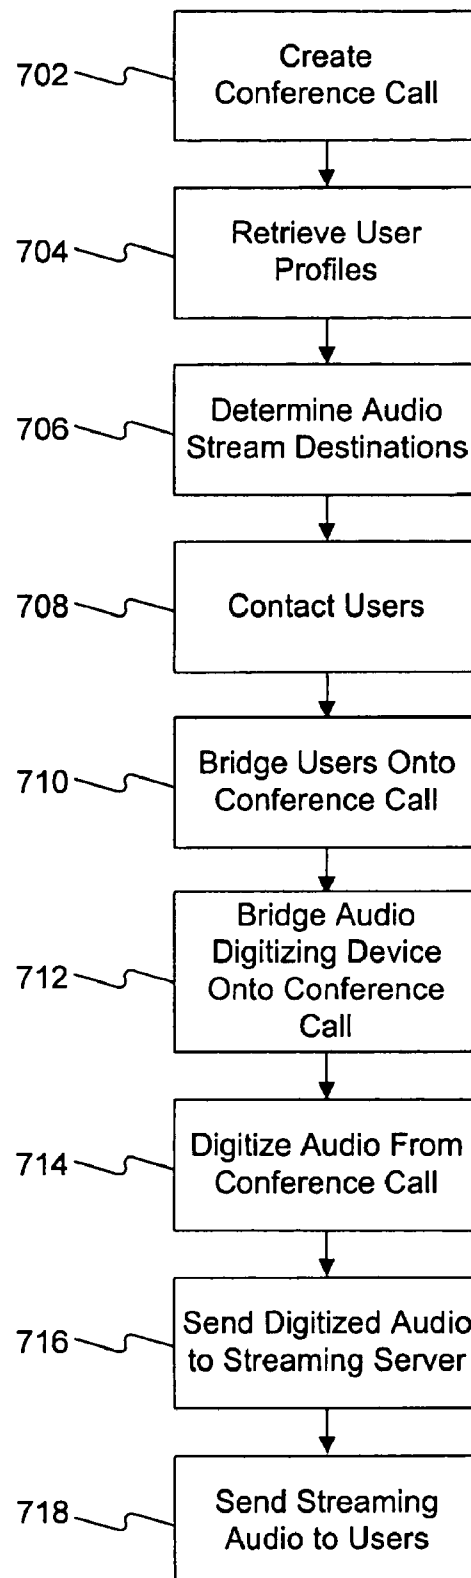 702
Create
Conference Call
704
Retrieve User
Profiles
706
Determine Audio
Stream Destinations
708
Contact Users
710
Bridge Users Onto
Conference Call
712
Bridge Audio
Digitizing Device
Onto Conference
Call
714
Digitize Audio From
Conference Call
716
Send Digitized Audio
to Streaming Server
718
Send Streaming
Audio to Users